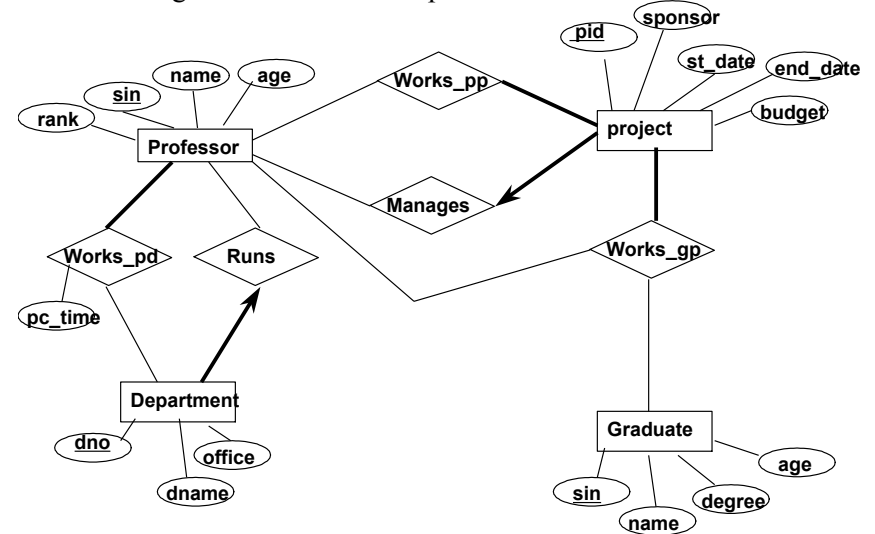 sponsor
pid
st_date
end_date
name
age
Works_pp
sin
budget
rank
project
Professor
Manages
Works_pd
Runs
Works_gp
pc_time
Department
Graduate
dno
office
age
dname
sin
degree
name